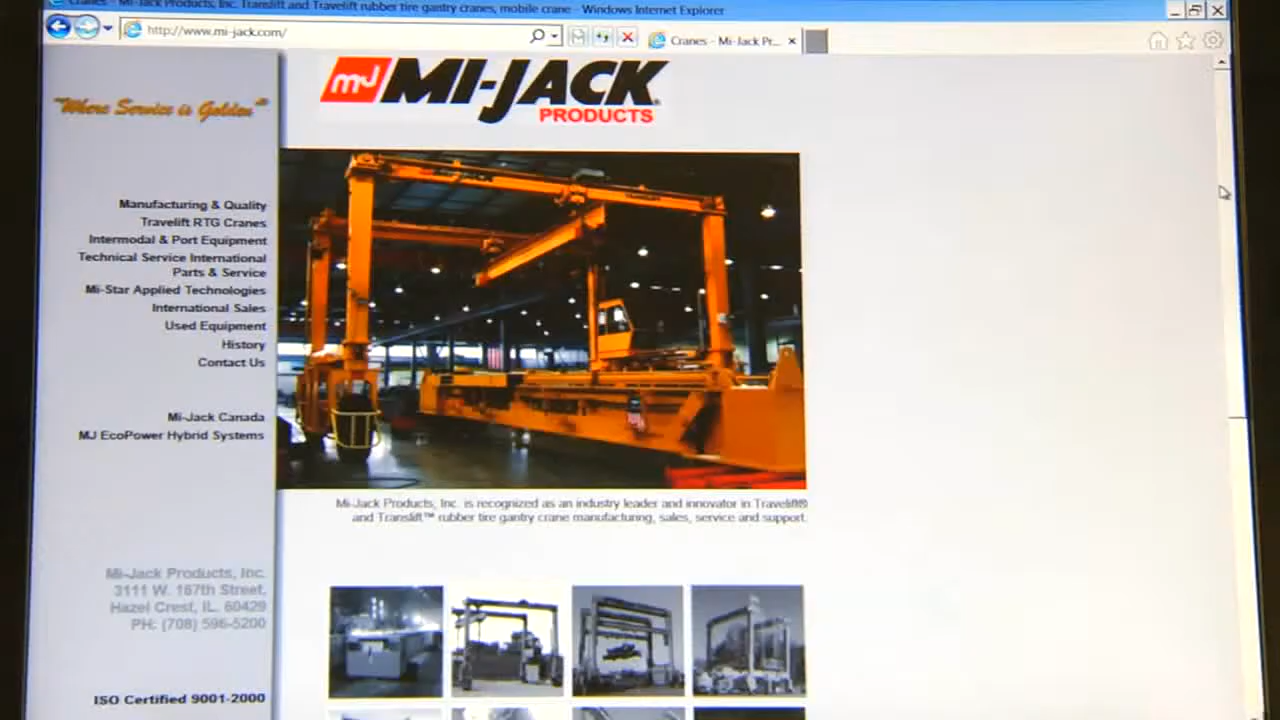 Cranes - Mi-Jack Products, Inc. Translift and Travelift rubber tire gantry cranes, mobile crane - Windows Internet Explorer
http://www.mi-jack.com/
Cranes - Mi-Jack Pr...
"Where Service is Golden"®
mJ MI-JACK®
PRODUCTS
Manufacturing & Quality
Travelift RTG Cranes
Intermodal & Port Equipment
Technical Service International
Parts & Service
Mi-Star Applied Technologies
International Sales
Used Equipment
History
Contact Us
Mi-Jack Canada
MJ EcoPower Hybrid Systems
Mi-Jack Products, Inc. is recognized as an industry leader and innovator in Travelift®
and Translift™ rubber tire gantry crane manufacturing, sales, service and support.
Mi-Jack Products, Inc.
3111 W. 167th Street,
Hazel Crest, IL. 60429
PH: (708) 596-5200
ISO Certified 9001-2000